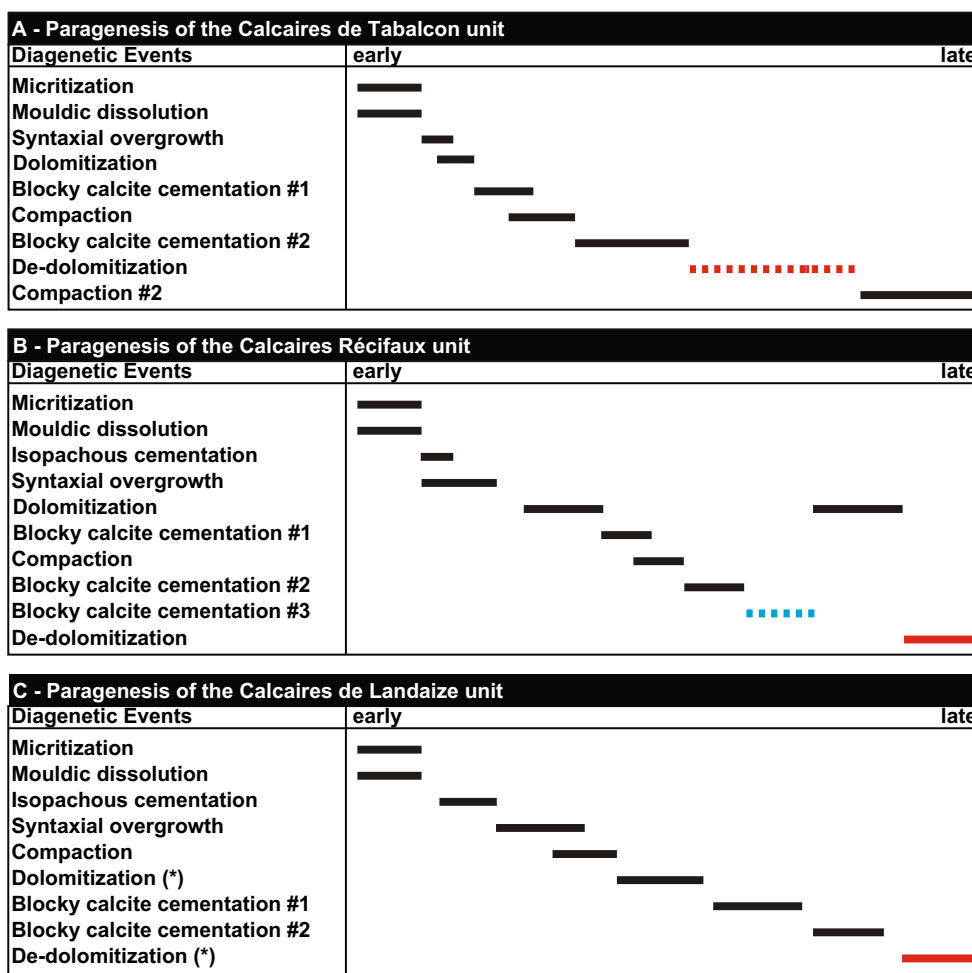 A - Paragenesis of the Calcaires de Tabalcon unit
Diagenetic Events early late
Micritization
Mouldic dissolution
Syntaxial overgrowth
Dolomitization
Blocky calcite cementation #1
Compaction
Blocky calcite cementation #2
De-dolomitization
Compaction #2
B - Paragenesis of the Calcaires Récifaux unit
Diagenetic Events early late
Micritization
Mouldic dissolution
Isopachous cementation
Syntaxial overgrowth
Dolomitization
Blocky calcite cementation #1
Compaction
Blocky calcite cementation #2
Blocky calcite cementation #3
De-dolomitization
C - Paragenesis of the Calcaires de Landaize unit
Diagenetic Events early late
Micritization
Mouldic dissolution
Isopachous cementation
Syntaxial overgrowth
Compaction
Dolomitization (*)
Blocky calcite cementation #1
Blocky calcite cementation #2
De-dolomitization (*)